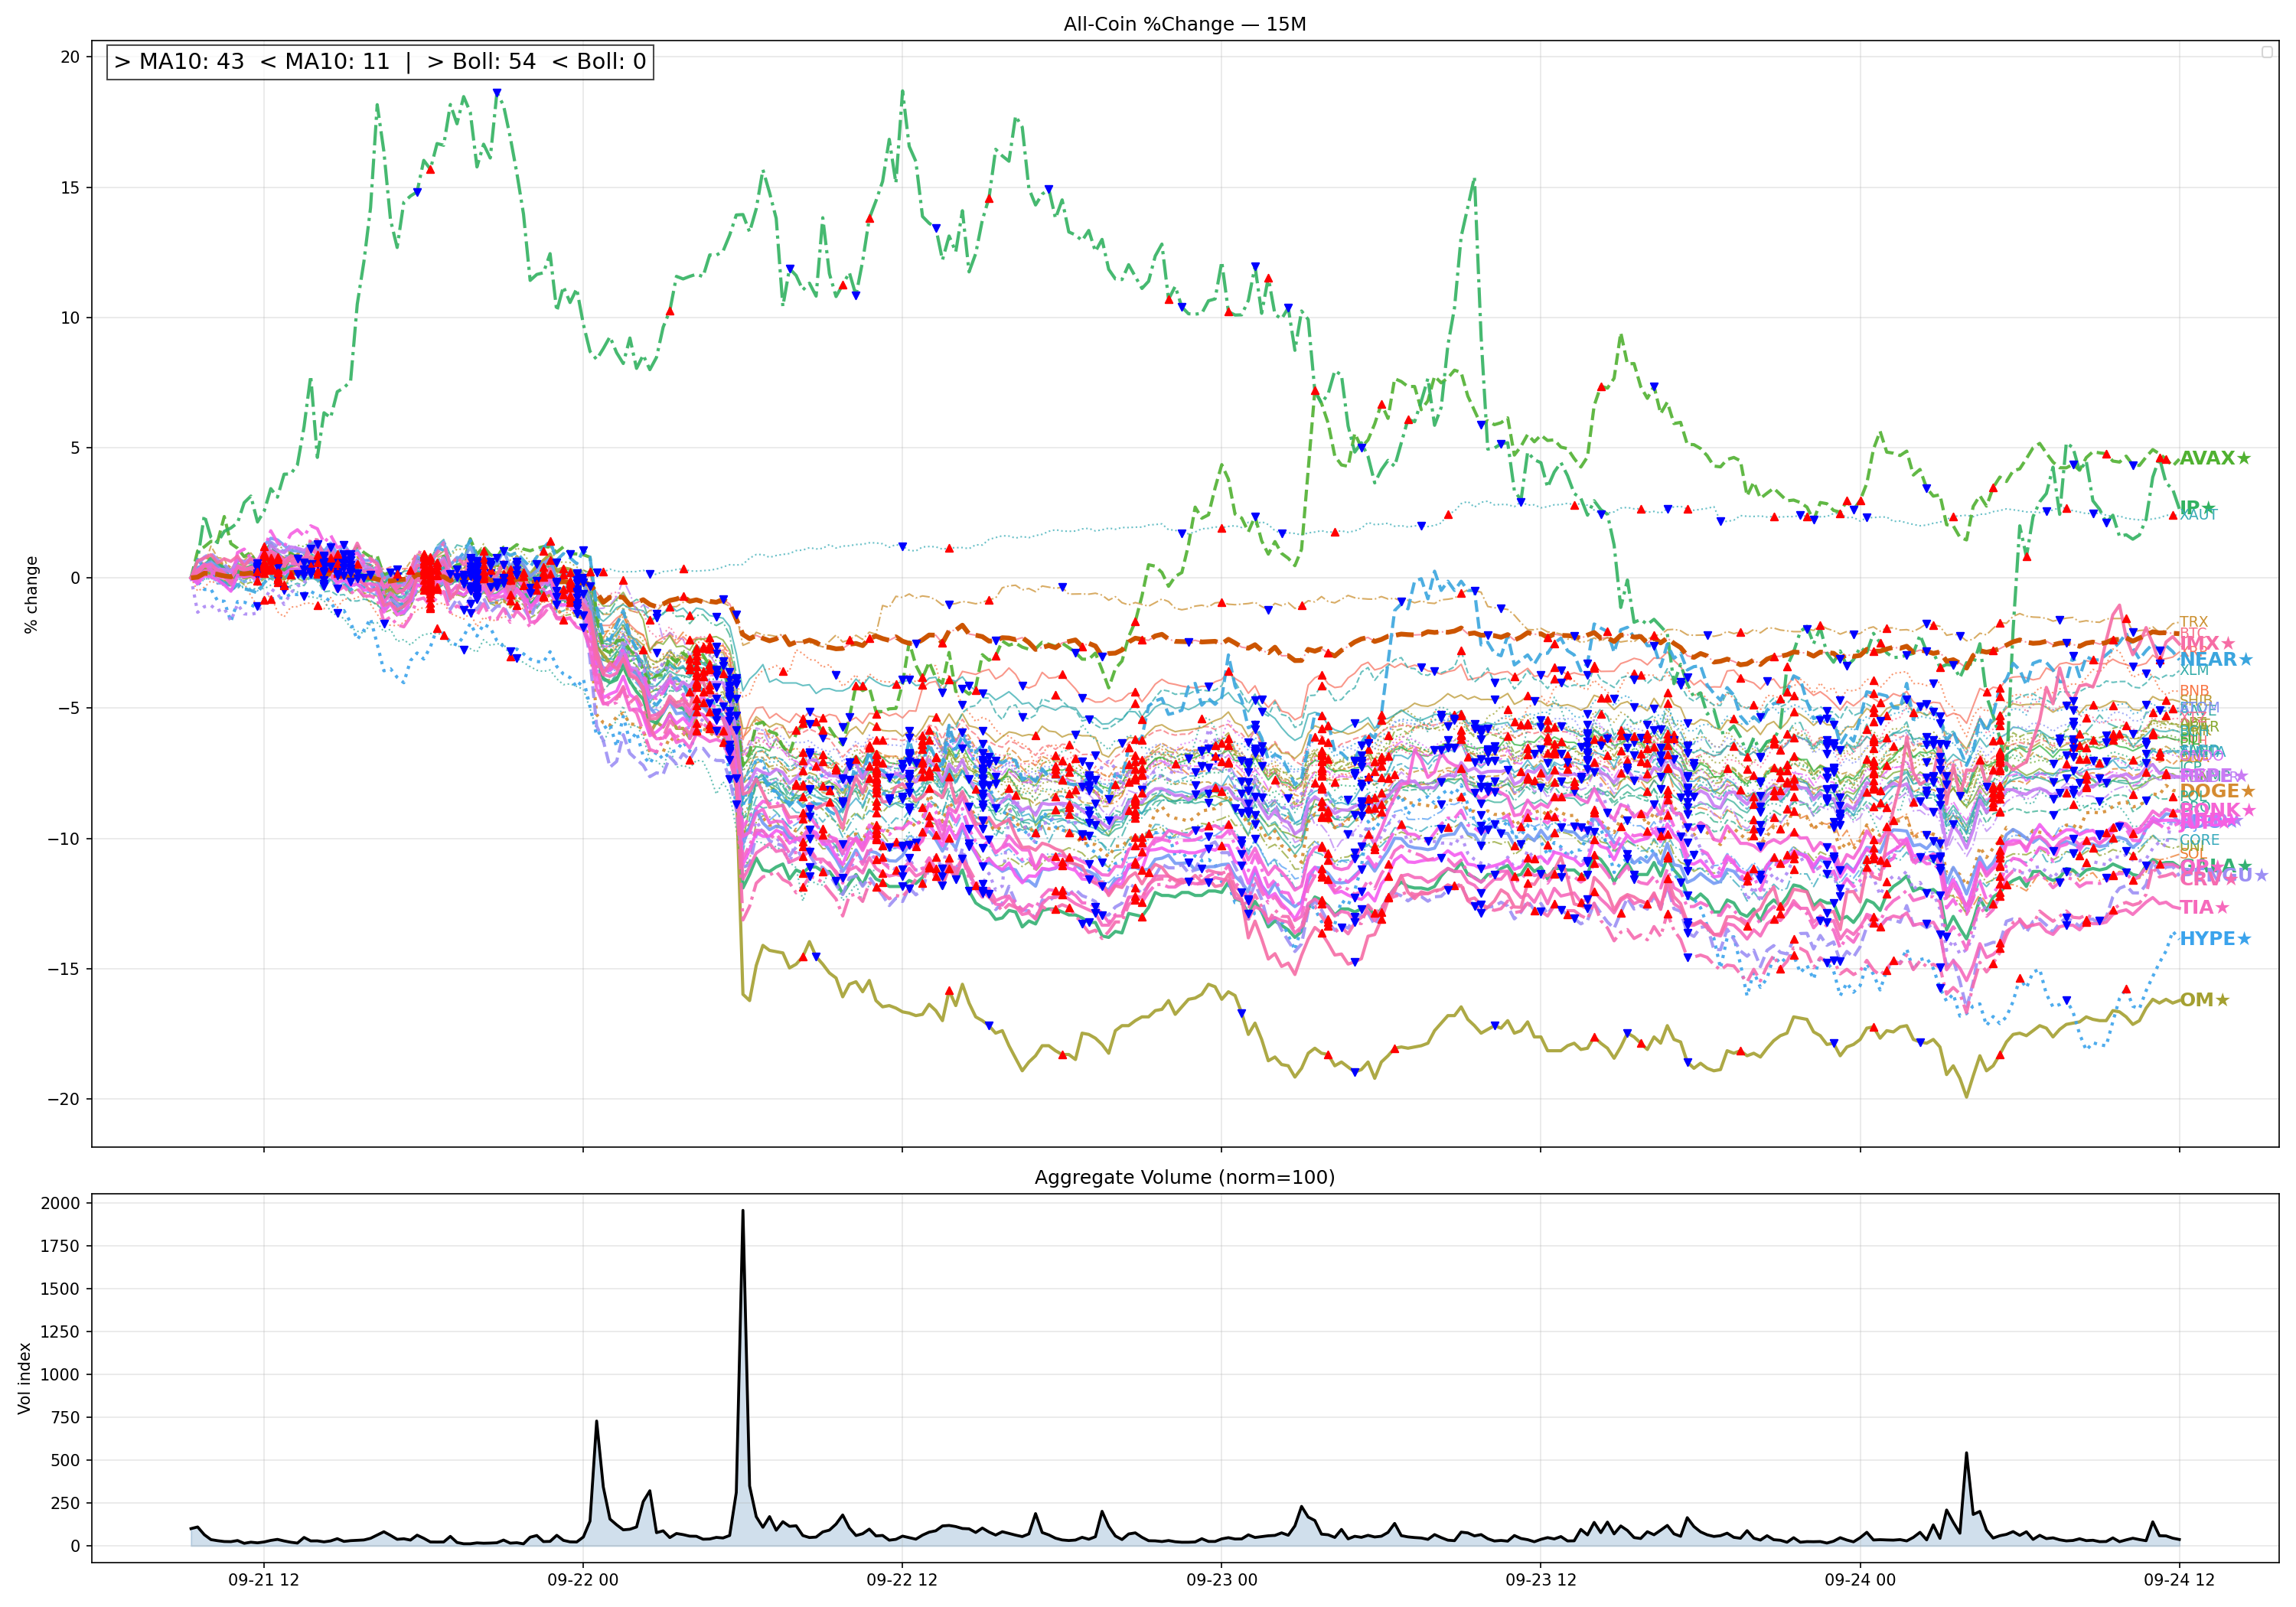 All-Coin %Change — 15M
> MA10: 43  < MA10: 11  |  > Boll: 54  < Boll: 0
% change
20
15
10
5
0
−5
−10
−15
−20
AVAX★
IP★
XAUT
TRX
BTC
IMX★
NEAR★
XLM
BNB
DOGE★
BONK★
CORE
SOL
CRV★
TIA★
HYPE★
OM★
Aggregate Volume (norm=100)
Vol index
2000
1750
1500
1250
1000
750
500
250
0
09-21 12
09-22 00
09-22 12
09-23 00
09-23 12
09-24 00
09-24 12